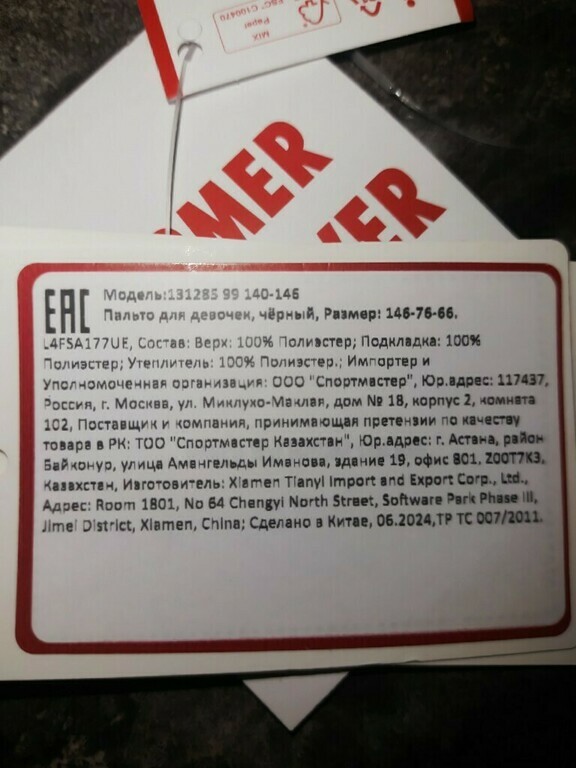 FSC® C100470
Paper
MIX
OMER
MER
EAC
Модель:131285 99 140-146
Пальто для девочек, чёрный, Размер: 146-76-66.
L4FSA177UE, Состав: Верх: 100% Полиэстер; Подкладка: 100%
Полиэстер; Утеплитель: 100% Полиэстер.; Импортер и
Уполномоченная организация: ООО "Спортмастер", Юр.адрес: 117437,
Россия, г. Москва, ул. Миклухо-Маклая, дом № 18, корпус 2, комната
102, Поставщик и компания, принимающая претензии по качеству
товара в РК: ТОО "Спортмастер Казахстан", Юр.адрес: г. Астана, район
Байконур, улица Амангельды Иманова, здание 19, офис 801, Z00T7K3,
Казахстан, Изготовитель: Xiamen Tianyi Import and Export Corp., Ltd.,
Адрес: Room 1801, No 64 Chengyi North Street, Software Park Phase III,
Jimei District, Xiamen, China; Сделано в Китае, 06.2024,ТР ТС 007/2011.